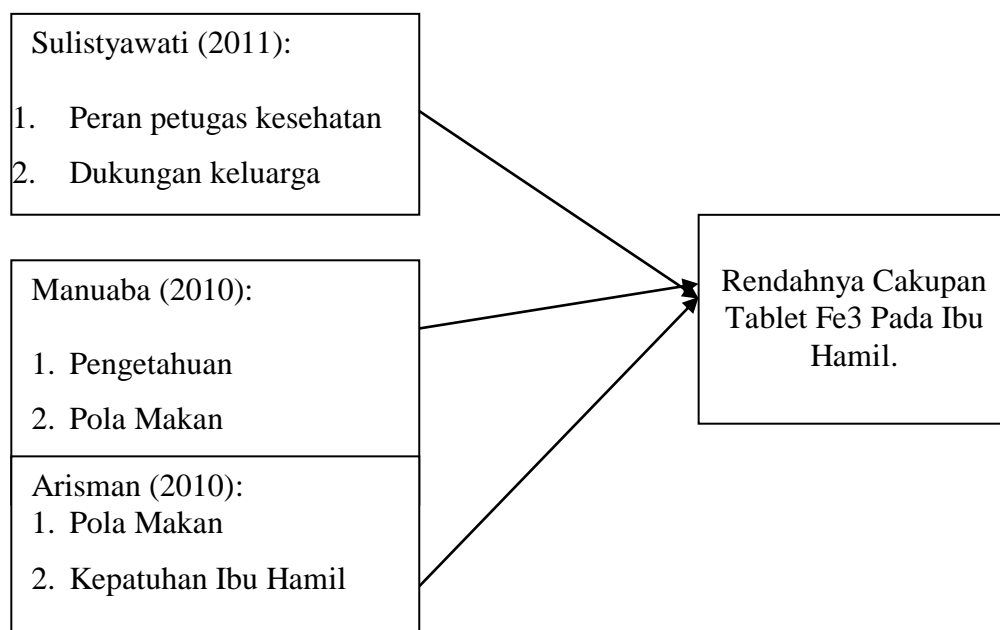 Sulistyawati (2011):
1. Peran petugas kesehatan
2. Dukungan keluarga
Manuaba (2010):
1. Pengetahuan
2. Pola Makan
Arisman (2010):
1. Pola Makan
2. Kepatuhan Ibu Hamil
Rendahnya Cakupan
Tablet Fe3 Pada Ibu
Hamil.